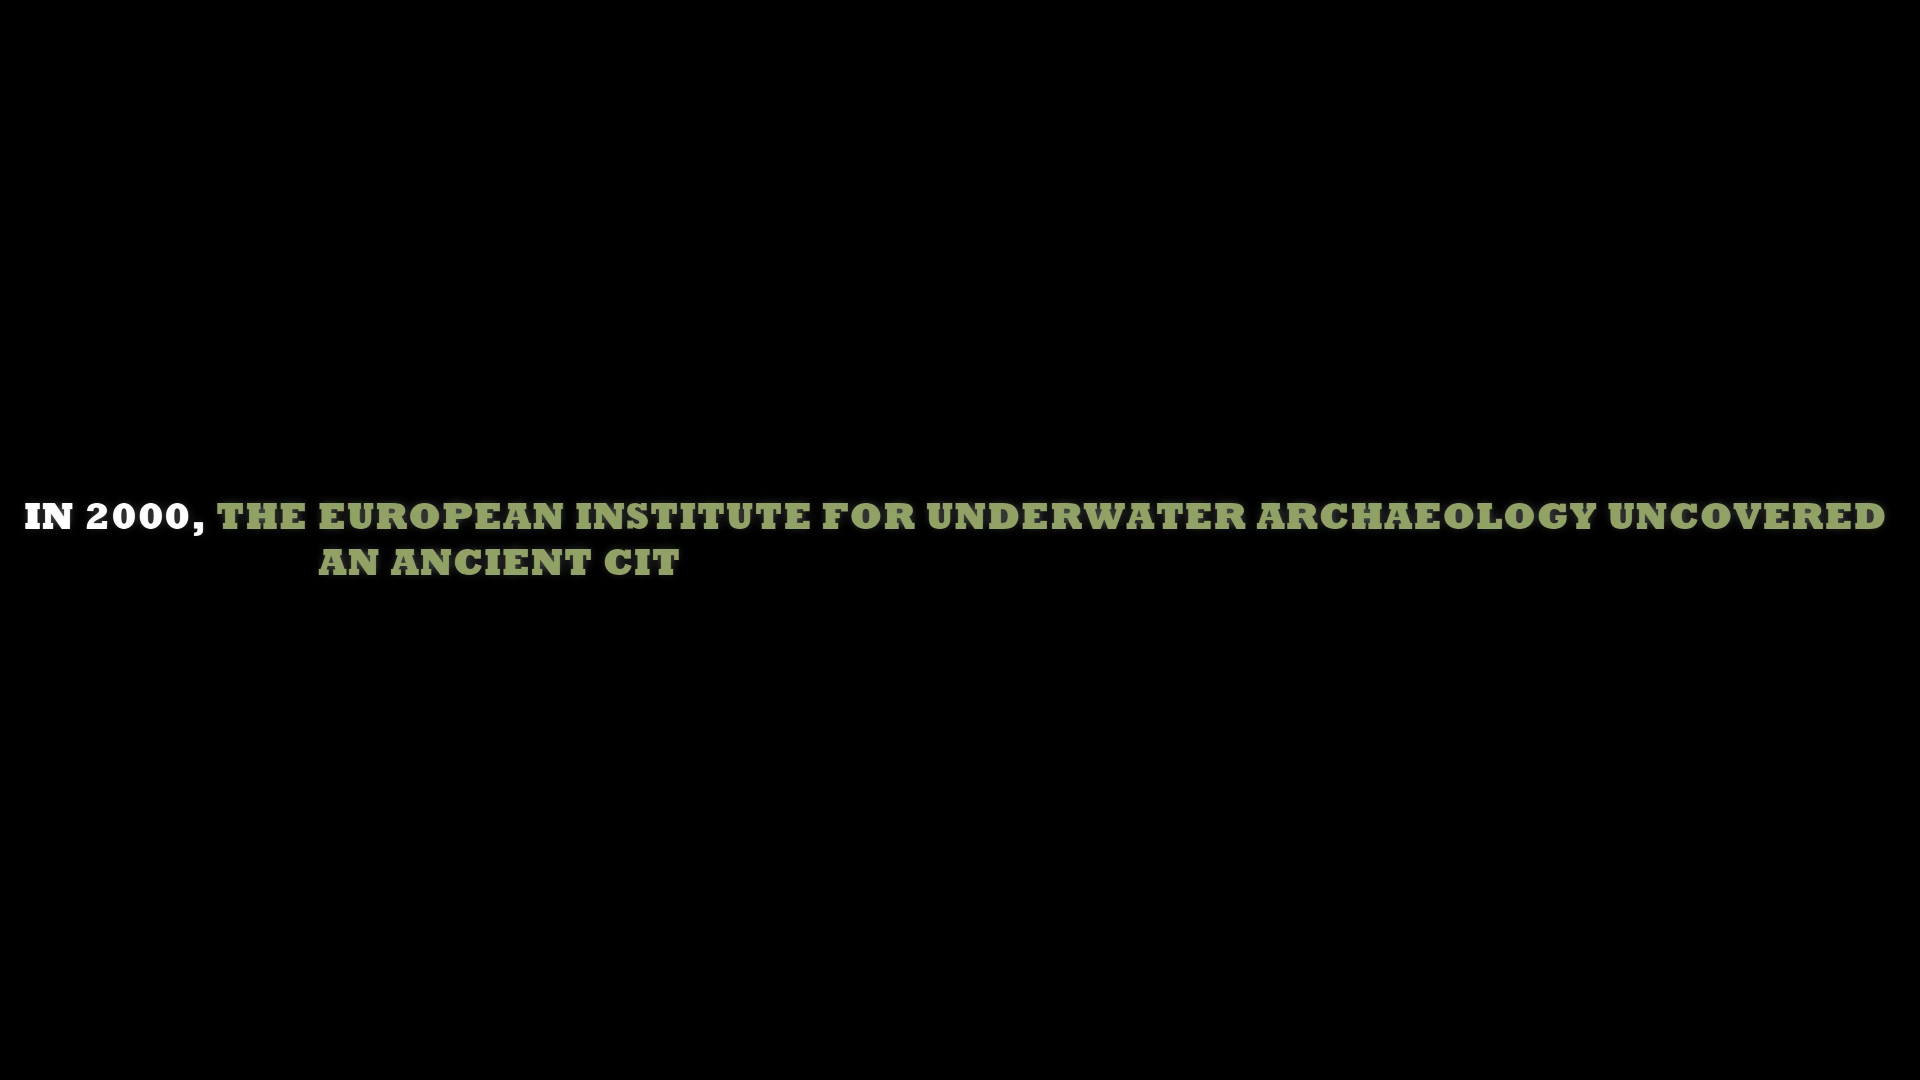 IN 2000, THE EUROPEAN INSTITUTE FOR UNDERWATER ARCHAEOLOGY UNCOVERED
AN ANCIENT CIT